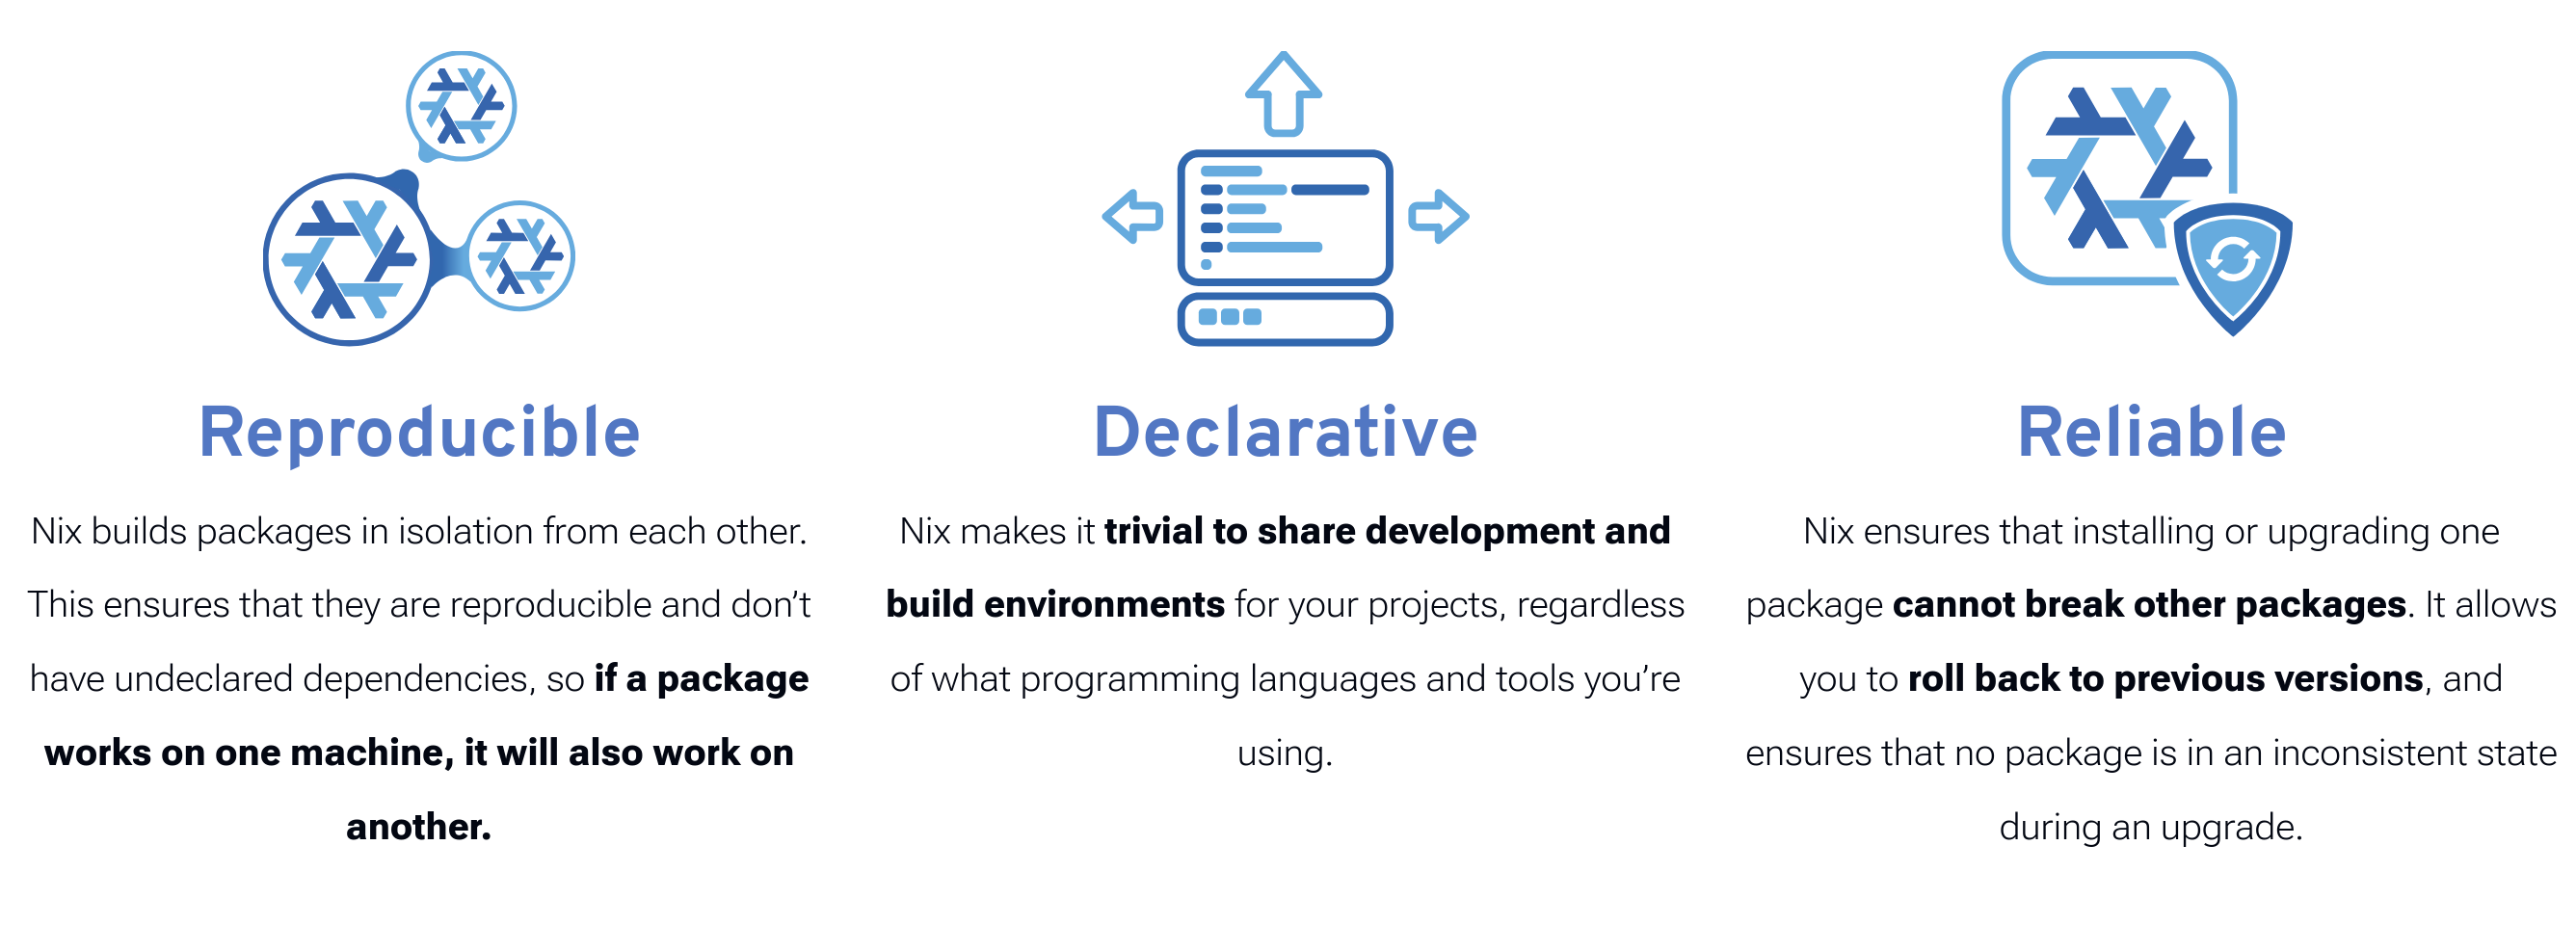 Reproducible
Nix builds packages in isolation from each other.
This ensures that they are reproducible and don’t
have undeclared dependencies, so if a package
works on one machine, it will also work on
another.
Declarative
Nix makes it trivial to share development and
build environments for your projects, regardless
of what programming languages and tools you’re
using.
Reliable
Nix ensures that installing or upgrading one
package cannot break other packages. It allows
you to roll back to previous versions, and
ensures that no package is in an inconsistent state
during an upgrade.